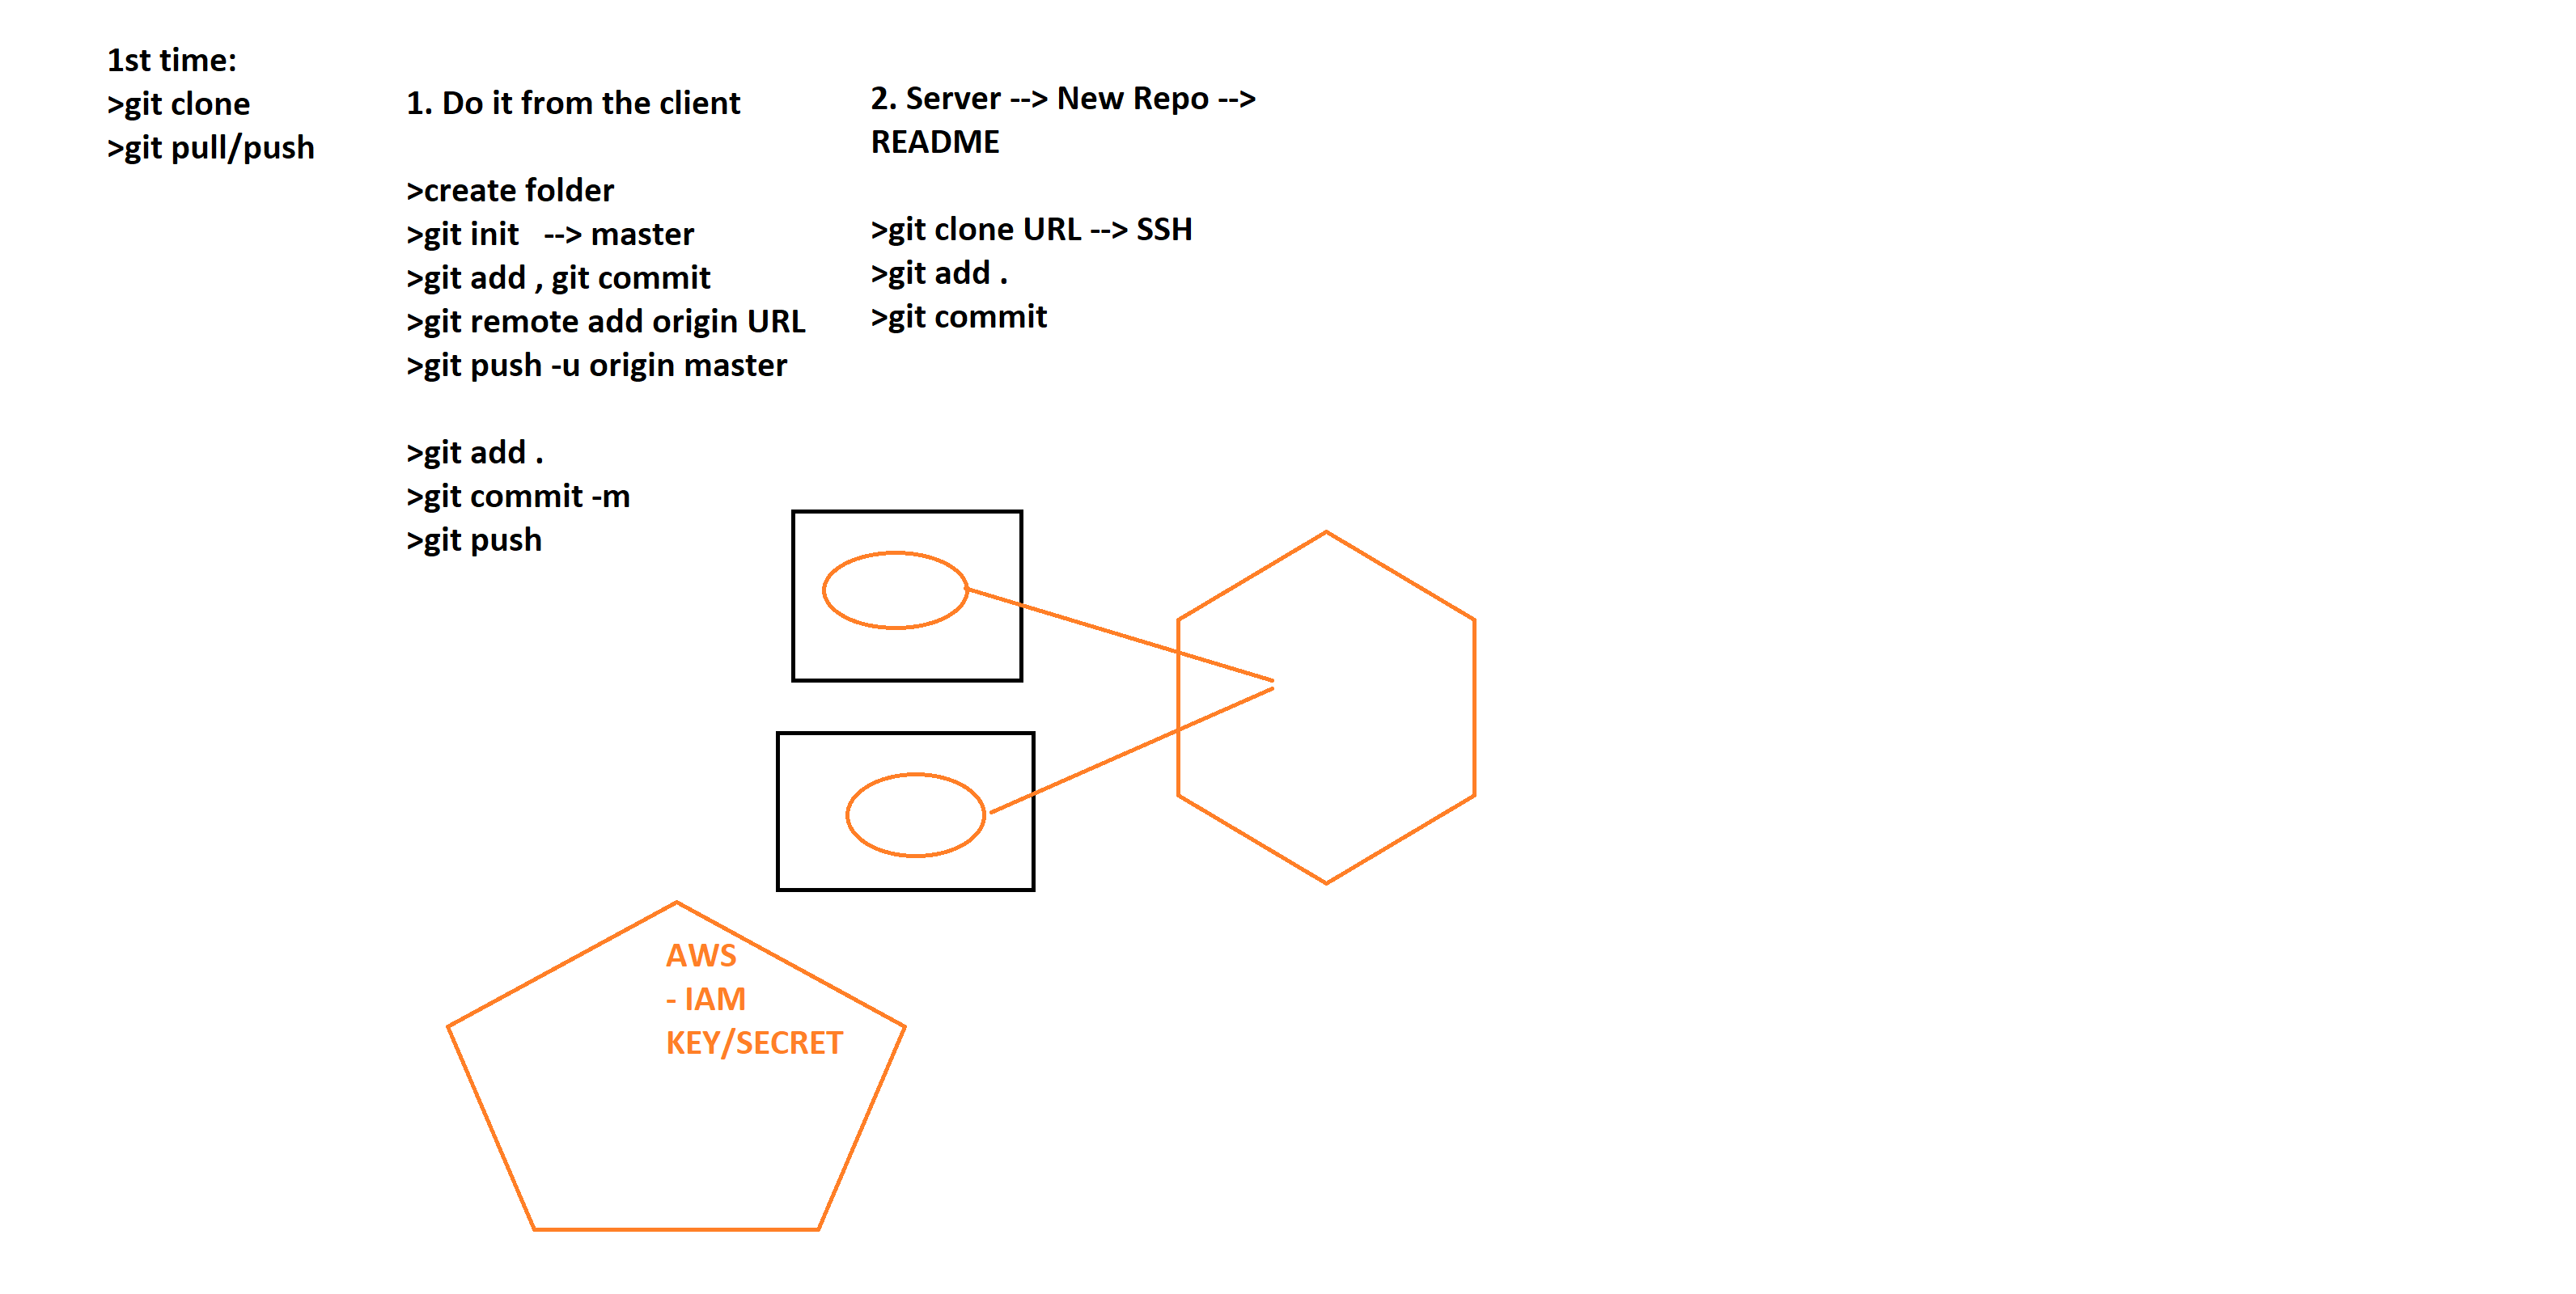 1st time:
>git clone
>git pull/push
1. Do it from the client
>create folder
>git init   --> master
>git add , git commit
>git remote add origin URL
>git push -u origin master
>git add .
>git commit -m
>git push
2. Server --> New Repo -->
README
>git clone URL --> SSH
>git add .
>git commit
AWS
- IAM
KEY/SECRET